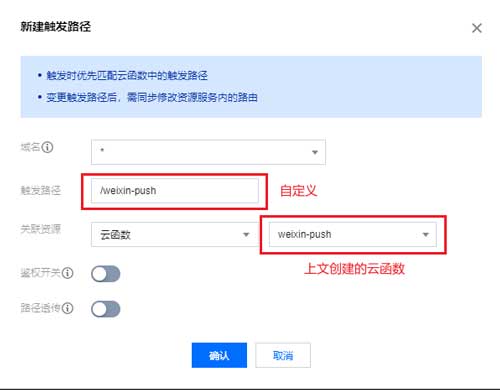 新建触发路径
• 触发时优先匹配云函数中的触发路径
• 变更触发路径后，需同步修改资源服务内的路由
域名
*
触发路径
/weixin-push
自定义
关联资源
云函数
weixin-push
上文创建的云函数
鉴权开关
路径透传
确认
取消